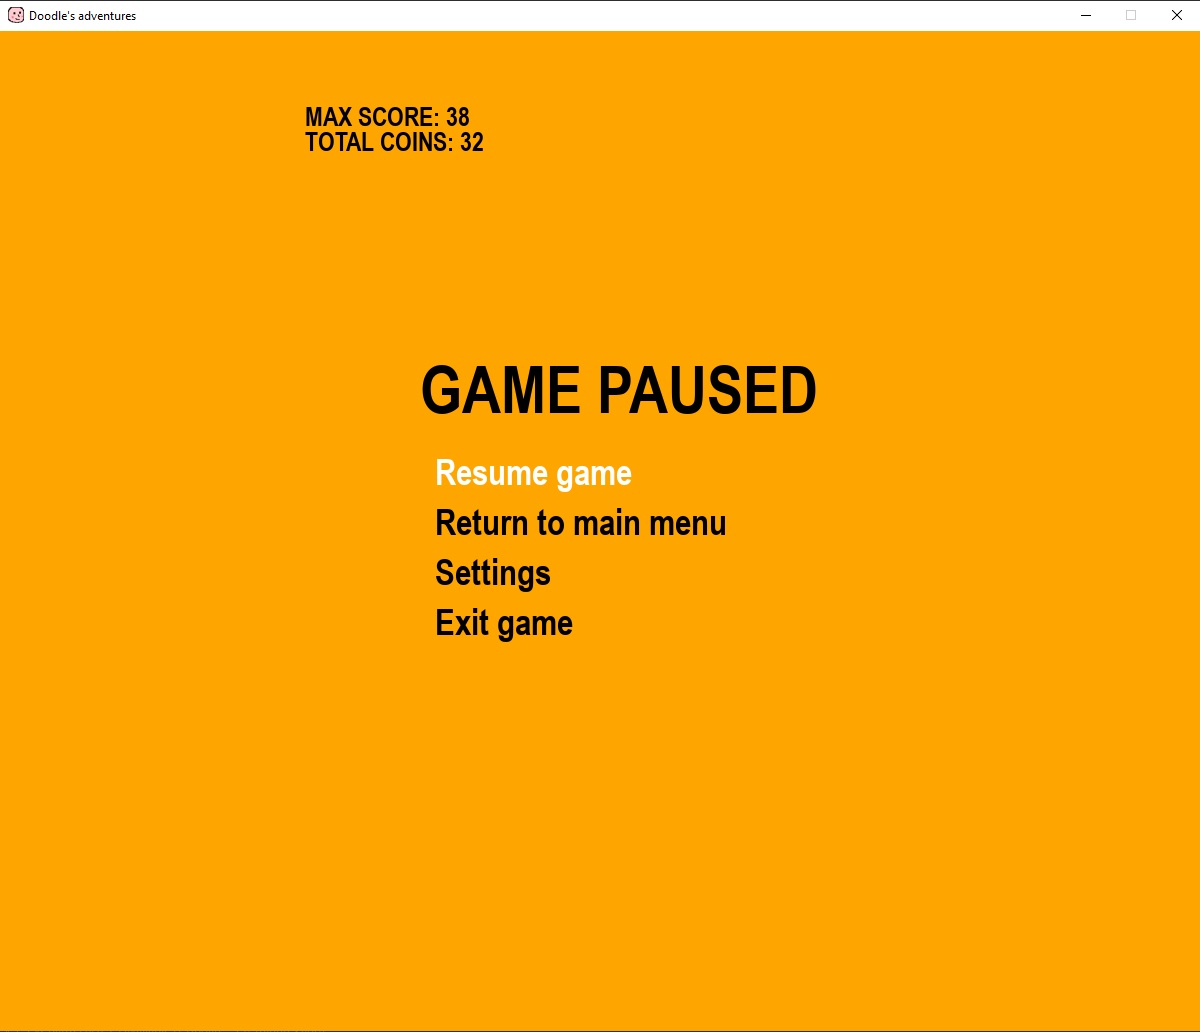 Doodle's adventures
MAX SCORE: 38
TOTAL COINS: 32
GAME PAUSED
Resume game
Return to main menu
Settings
Exit game